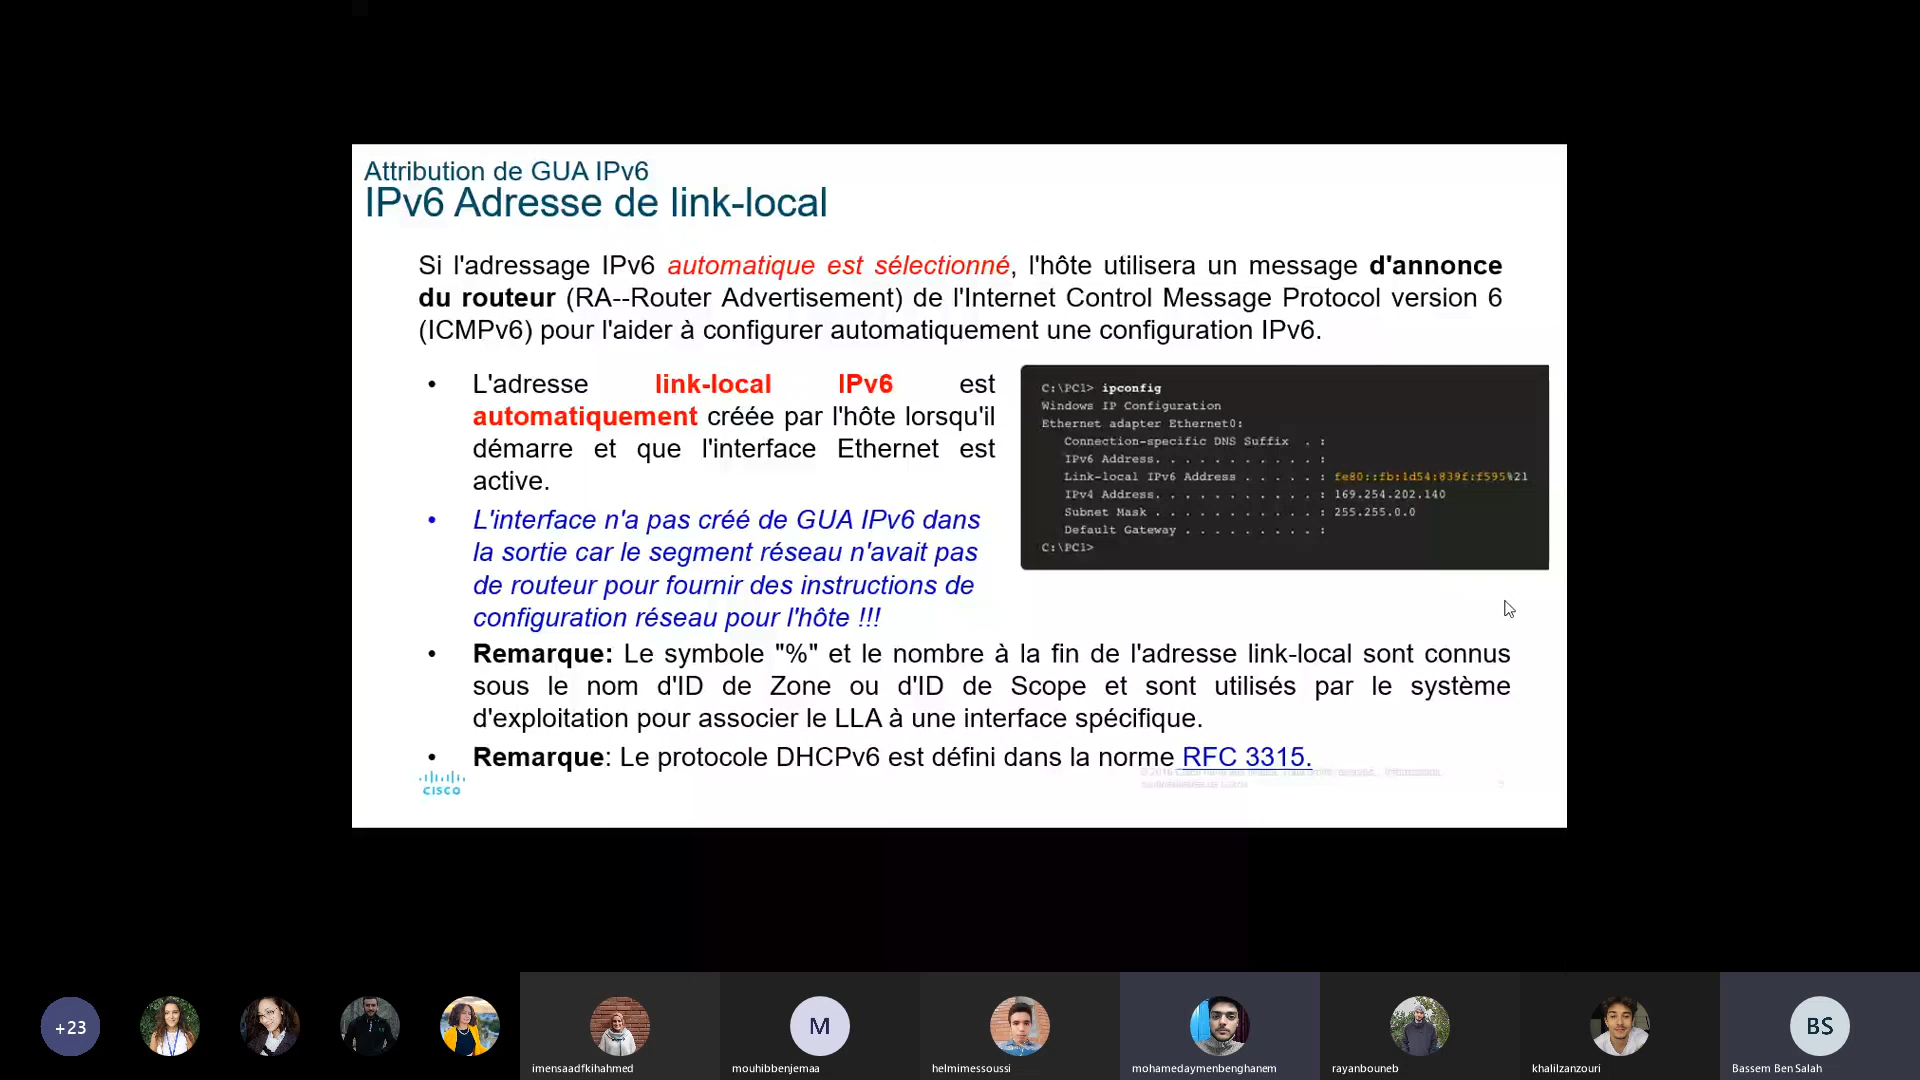 Attribution de GUA IPv6
IPv6 Adresse de link-local
Si l'adressage IPv6 automatique est sélectionné, l'hôte utilisera un message d'annonce
du routeur (RA--Router Advertisement) de l'Internet Control Message Protocol version 6
(ICMPv6) pour l'aider à configurer automatiquement une configuration IPv6.
• L'adresse link-local IPv6 est
automatiquement créée par l'hôte lorsqu'il
démarre et que l'interface Ethernet est
active.
• L'interface n'a pas créé de GUA IPv6 dans
la sortie car le segment réseau n'avait pas
de routeur pour fournir des instructions de
configuration réseau pour l'hôte !!!
C:\PC1> ipconfig
Windows IP Configuration
Ethernet adapter Ethernet0:
Connection-specific DNS Suffix . :
IPv6 Address. . . . . . . . . . . :
Link-local IPv6 Address . . . . . : fe80::fb:1d54:839f:f595%21
IPv4 Address. . . . . . . . . . . : 169.254.202.140
Subnet Mask . . . . . . . . . . . : 255.255.0.0
Default Gateway . . . . . . . . . :
C:\PC1>
• Remarque: Le symbole "%" et le nombre à la fin de l'adresse link-local sont connus
sous le nom d'ID de Zone ou d'ID de Scope et sont utilisés par le système
d'exploitation pour associer le LLA à une interface spécifique.
• Remarque: Le protocole DHCPv6 est défini dans la norme RFC 3315.
CISCO
+23
M
BS
imensaadfkihahmed
mouhibbenjemaa
helmimessoussi
mohamedaymenbenghanem
rayanbouneb
khalilzanzouri
Bassem Ben Salah